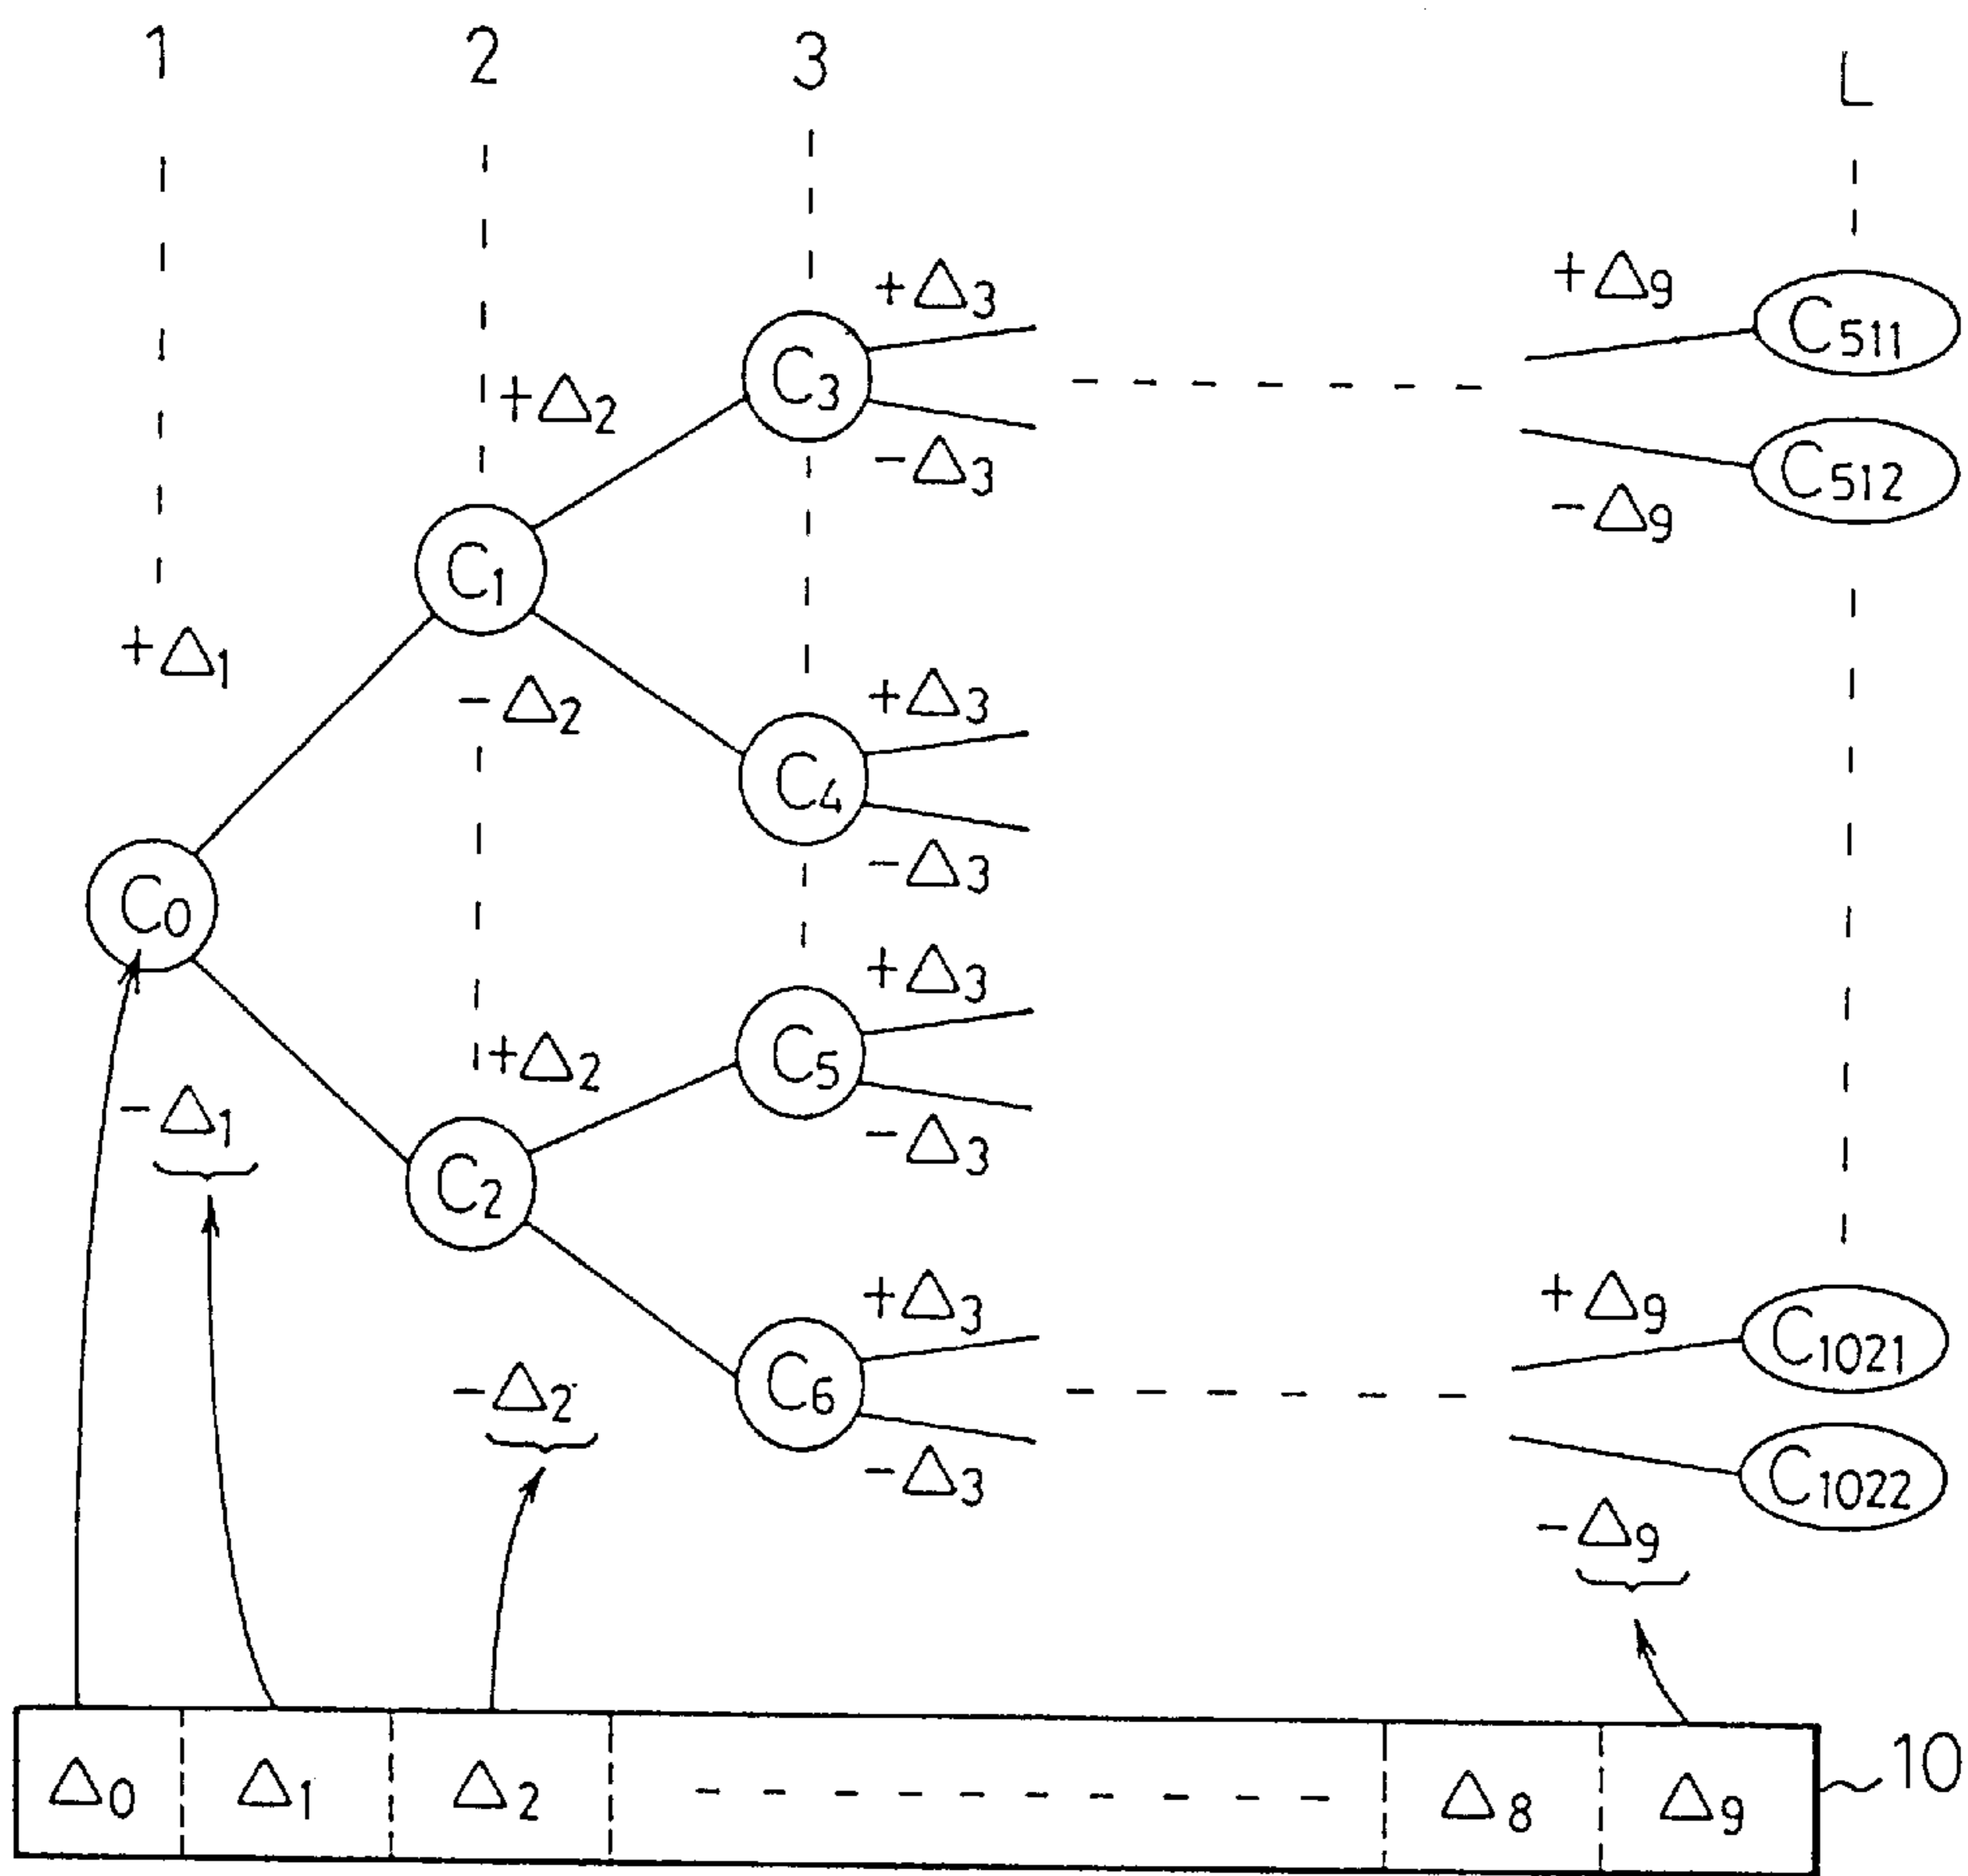 1 2 3 L
+Δ3 +Δ9
C3 C511
+Δ2
-Δ3 C512
-Δ9
C1
+Δ1
-Δ2 +Δ3
C4
-Δ3
C0
+Δ3
+Δ2 C5
-Δ1 -Δ3
C2
+Δ3 +Δ9
C1021
-Δ2 C6
-Δ3 C1022
-Δ9
Δ0 Δ1 Δ2 Δ8 Δ9 10